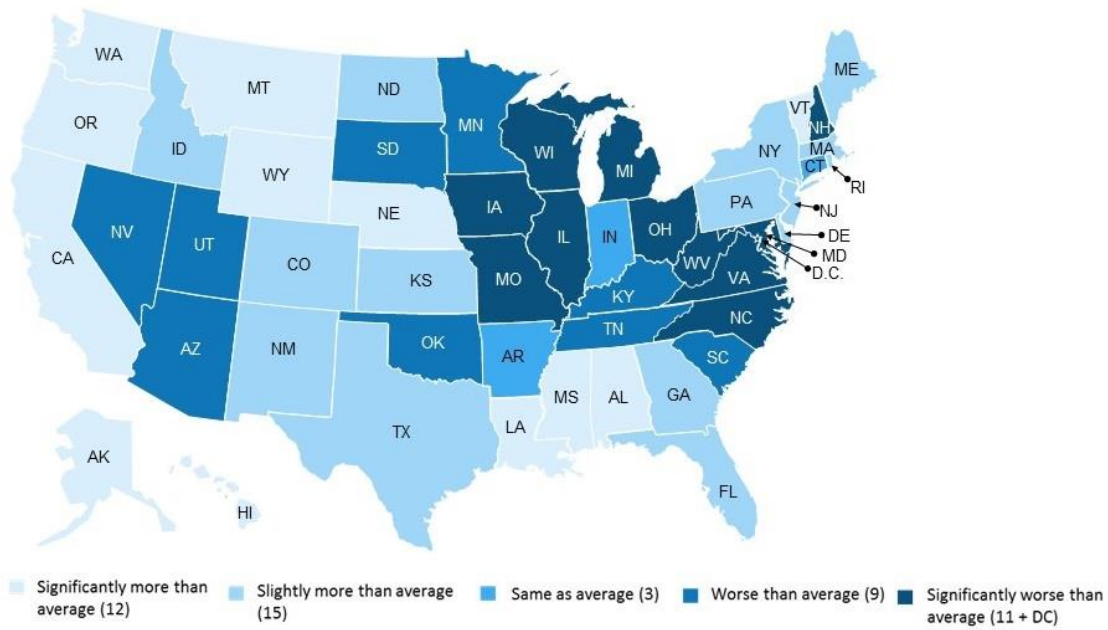 WA
MT
ND
ME
MN
VT
OR
NH
ID
SD
WI
NY
MA
CT
MI
WY
RI
IA
PA
NJ
NE
NV
IL
IN
OH
DE
UT
MD
CA
CO
WV
D.C.
KS
MO
VA
KY
NC
TN
AZ
NM
OK
AR
SC
MS
AL
GA
LA
TX
AK
FL
HI
Significantly more than
average (12)
Slightly more than average
(15)
Same as average (3)
Worse than average (9)
Significantly worse than
average (11 + DC)